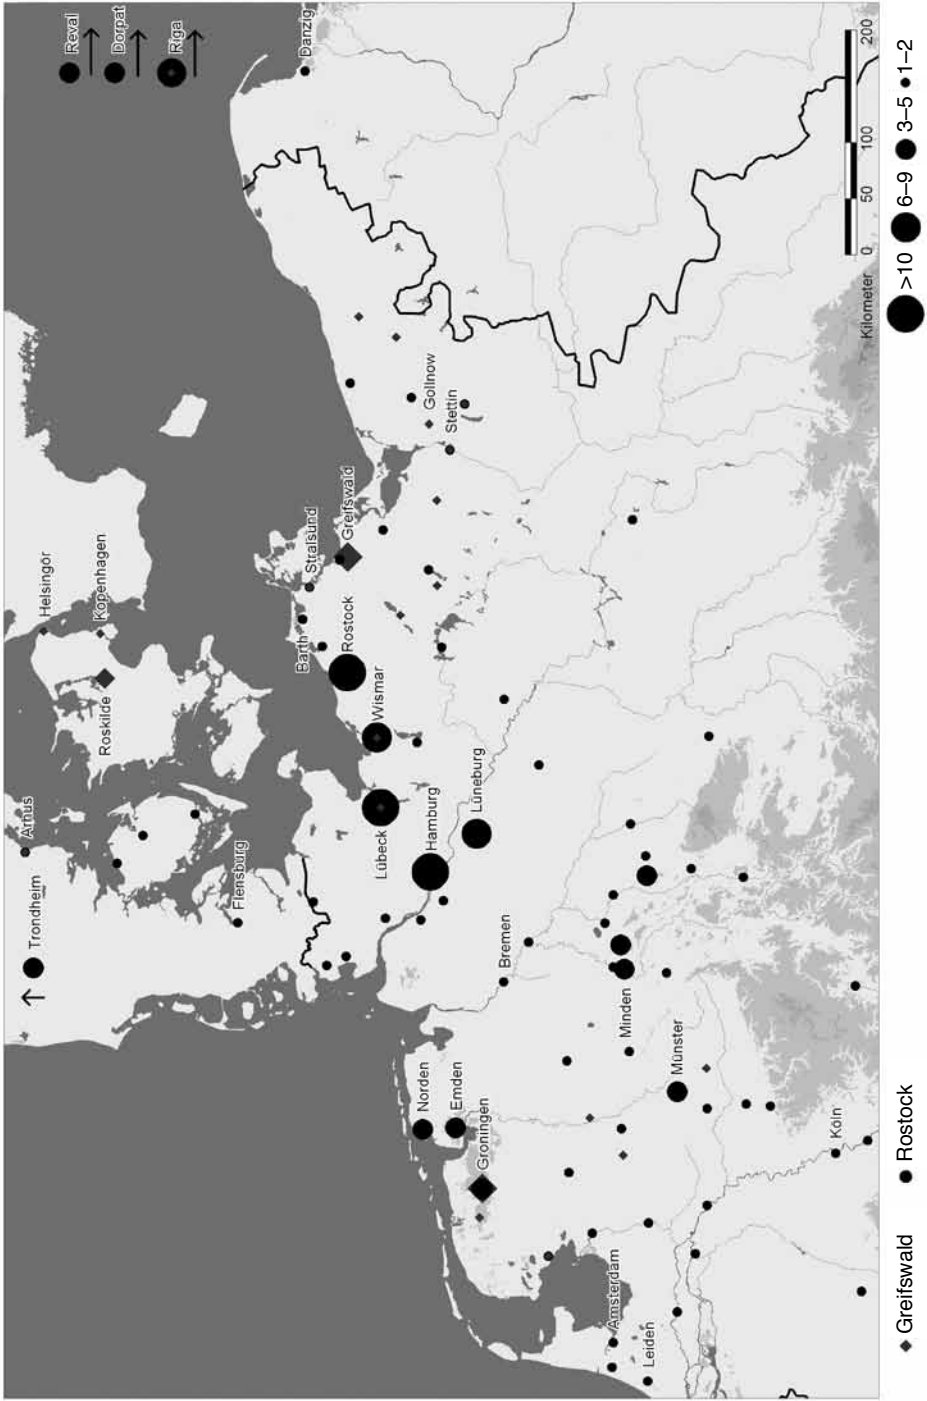 Trondheim
Århus
Helsingör
Kopenhagen
Roskilde
Reval
Dorpat
Riga
Flensburg
Danzig
Barth
Stralsund
Lübeck
Wismar
Rostock
Greifswald
Norden
Hamburg
Gollnow
Emden
Stettin
Groningen
Lüneburg
Bremen
Amsterdam
Minden
Leiden
Münster
Köln
Kilometer
0 50 100 200
Greifswald
Rostock
>10 6–9 3–5 1–2